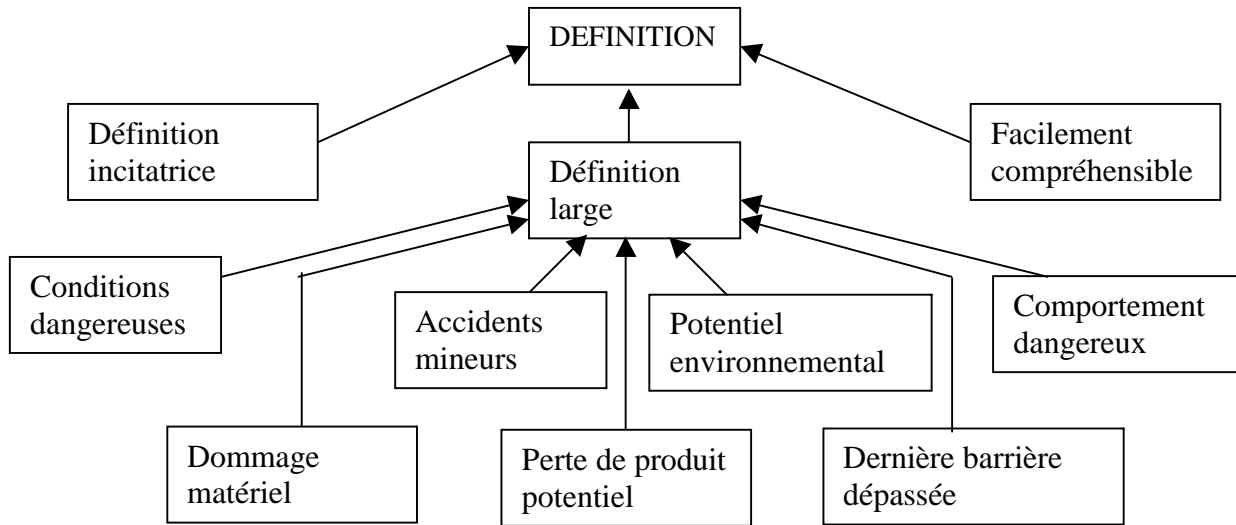 DEFINITION
Définition
incitatrice
Facilement
compréhensible
Définition
large
Conditions
dangereuses
Accidents
mineurs
Potentiel
environnemental
Comportement
dangereux
Dommage
matériel
Perte de produit
potentiel
Dernière barrière
dépassée